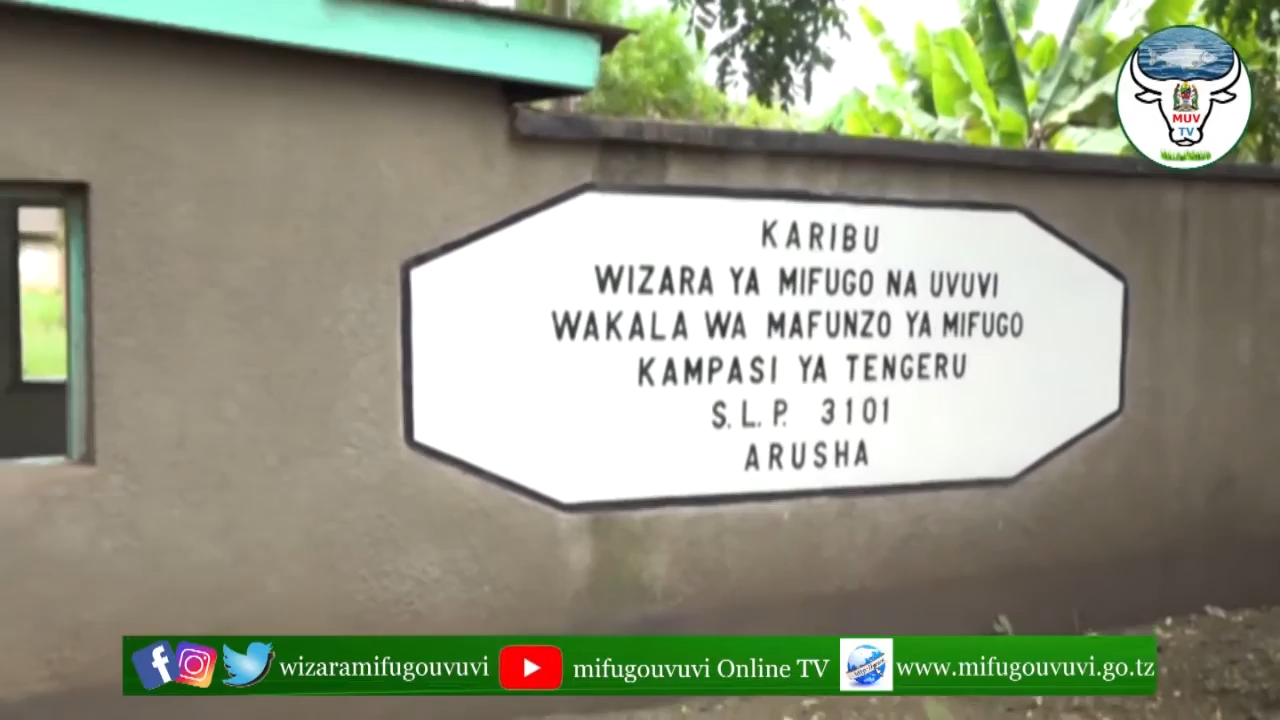 MUV
TV
KARIBU
WIZARA YA MIFUGO NA UVUVI
WAKALA WA MAFUNZO YA MIFUGO
KAMPASI YA TENGERU
S.L.P. 3101
ARUSHA
wizaramifugouvuvi mifugouvuvi Online TV www.mifugouvuvi.go.tz